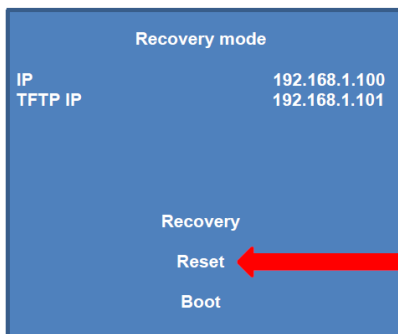 Recovery mode
IP 192.168.1.100
TFTP IP 192.168.1.101
Recovery
Reset
Boot